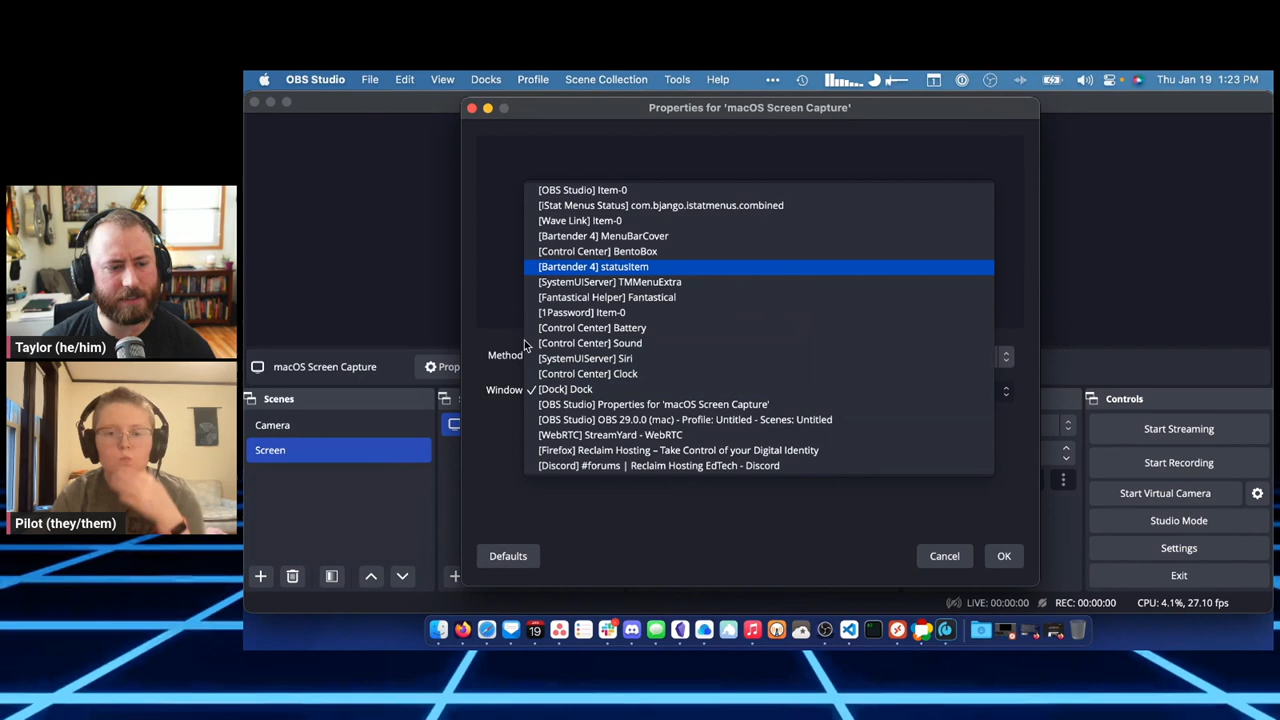 OBS Studio File Edit View Docks Profile Scene Collection Tools Help ••• 1 Thu Jan 19 1:23 PM
Properties for 'macOS Screen Capture'
[OBS Studio] Item-0
[iStat Menus Status] com.bjango.istatmenus.combined
[Wave Link] Item-0
[Bartender 4] MenuBarCover
[Control Center] BentoBox
[Bartender 4] statusItem
[SystemUIServer] TMMenuExtra
[Fantastical Helper] Fantastical
[1Password] Item-0
[Control Center] Battery
[Control Center] Sound
Taylor (he/him)
Method
[SystemUIServer] Siri
macOS Screen Capture Prop
[Control Center] Clock
Window ✓ [Dock] Dock
Scenes
S
Controls
[OBS Studio] Properties for 'macOS Screen Capture'
Camera
[OBS Studio] OBS 29.0.0 (mac) - Profile: Untitled - Scenes: Untitled
Start Streaming
[WebRTC] StreamYard - WebRTC
Screen
[Firefox] Reclaim Hosting – Take Control of your Digital Identity
Start Recording
[Discord] #forums | Reclaim Hosting EdTech - Discord
Start Virtual Camera
Pilot (they/them)
Studio Mode
Settings
Defaults Cancel OK
Exit
LIVE: 00:00:00 REC: 00:00:00 CPU: 4.1%, 27.10 fps
19